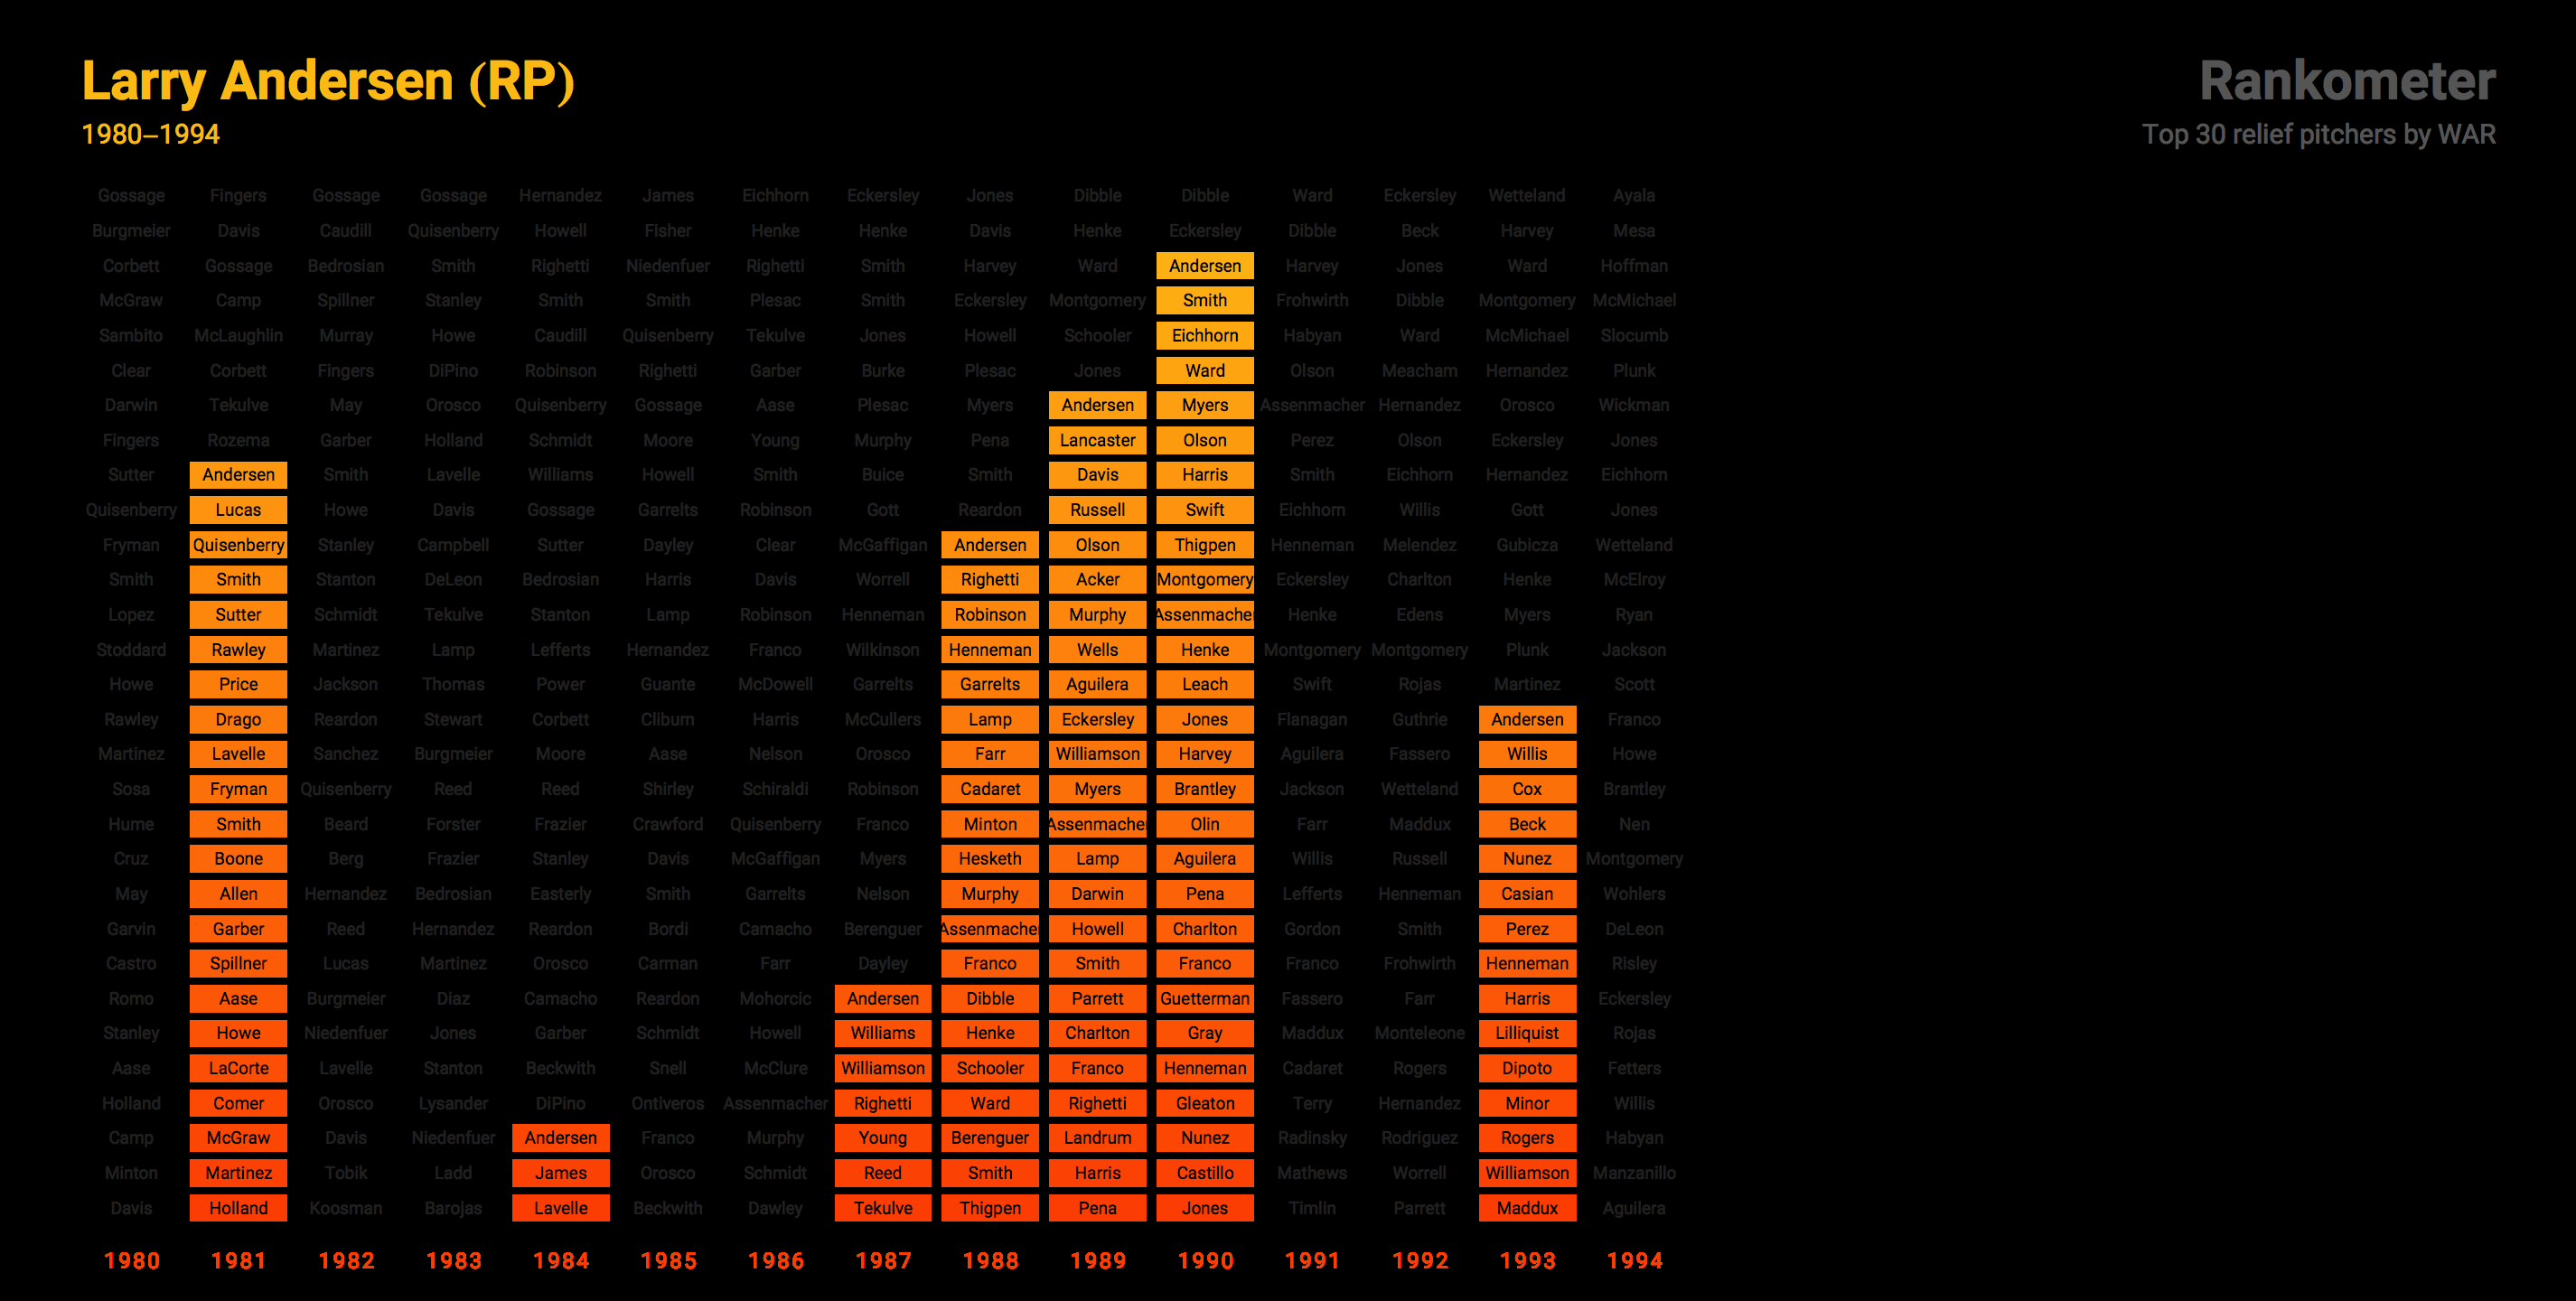 Larry Andersen (RP)
Rankometer
1980–1994
Top 30 relief pitchers by WAR
Gossage Fingers Gossage Gossage Hernandez James Eichhorn Eckersley Jones Dibble Dibble Ward Eckersley Wetteland Ayala
Burgmeier Davis Caudill Quisenberry Howell Fisher Henke Henke Davis Henke Eckersley Dibble Beck Harvey Mesa
Corbett Gossage Bedrosian Smith Righetti Niedenfuer Righetti Smith Harvey Ward Andersen Harvey Jones Ward Hoffman
McGraw Camp Spillner Stanley Smith Smith Plesac Smith Eckersley Montgomery Smith Frohwirth Dibble Montgomery McMichael
Sambito McLaughlin Murray Howe Caudill Quisenberry Tekulve Jones Howell Schooler Eichhorn Habyan Ward McMichael Slocumb
Clear Corbett Fingers DiPino Robinson Righetti Garber Burke Plesac Jones Ward Olson Meacham Hernandez Plunk
Darwin Tekulve May Orosco Quisenberry Gossage Aase Plesac Myers Andersen Myers Assenmacher Hernandez Orosco Wickman
Fingers Rozema Garber Holland Schmidt Moore Young Murphy Pena Lancaster Olson Perez Olson Eckersley Jones
Sutter Andersen Smith Lavelle Williams Howell Smith Buice Smith Davis Harris Smith Eichhorn Hernandez Eichhorn
Quisenberry Lucas Howe Davis Gossage Garrelts Robinson Gott Reardon Russell Swift Eichhorn Willis Gott Jones
Fryman Quisenberry Stanley Campbell Sutter Dayley Clear McGaffigan Andersen Olson Thigpen Henneman Melendez Gubicza Wetteland
Smith Smith Stanton DeLeon Bedrosian Harris Davis Worrell Righetti Acker Montgomery Eckersley Charlton Henke McElroy
Lopez Sutter Schmidt Tekulve Stanton Lamp Robinson Henneman Robinson Murphy Assenmacher Henke Edens Myers Ryan
Stoddard Rawley Martinez Lamp Lefferts Hernandez Franco Wilkinson Henneman Wells Henke Montgomery Montgomery Plunk Jackson
Howe Price Jackson Thomas Power Guante McDowell Garrelts Garrelts Aguilera Leach Swift Rojas Martinez Scott
Rawley Drago Reardon Stewart Corbett Cliburn Harris McCullers Lamp Eckersley Jones Flanagan Guthrie Andersen Franco
Martinez Lavelle Sanchez Burgmeier Moore Aase Nelson Orosco Farr Williamson Harvey Aguilera Fassero Willis Howe
Sosa Fryman Quisenberry Reed Reed Shirley Schiraldi Robinson Cadaret Myers Brantley Jackson Wetteland Cox Brantley
Hume Smith Beard Forster Frazier Crawford Quisenberry Franco Minton Assenmacher Olin Farr Maddux Beck Nen
Cruz Boone Berg Frazier Stanley Davis McGaffigan Myers Hesketh Lamp Aguilera Willis Russell Nunez Montgomery
May Allen Hernandez Bedrosian Easterly Smith Garrelts Nelson Murphy Darwin Pena Lefferts Henneman Casian Wohlers
Garvin Garber Reed Hernandez Reardon Bordi Camacho Berenguer Assenmacher Howell Charlton Gordon Smith Perez DeLeon
Castro Spillner Lucas Martinez Orosco Carman Farr Dayley Franco Smith Franco Franco Frohwirth Henneman Risley
Romo Aase Burgmeier Diaz Camacho Reardon Mohorcic Andersen Dibble Parrett Guetterman Fassero Farr Harris Eckersley
Stanley Howe Niedenfuer Jones Garber Schmidt Howell Williams Henke Charlton Gray Maddux Monteleone Lilliquist Rojas
Aase LaCorte Lavelle Stanton Beckwith Snell McClure Williamson Schooler Franco Henneman Cadaret Rogers Dipoto Fetters
Holland Comer Orosco Lysander DiPino Ontiveros Assenmacher Righetti Ward Righetti Gleaton Terry Hernandez Minor Willis
Camp McGraw Davis Niedenfuer Andersen Franco Murphy Young Berenguer Landrum Nunez Radinsky Rodriguez Rogers Habyan
Minton Martinez Tobik Ladd James Orosco Schmidt Reed Smith Harris Castillo Mathews Worrell Williamson Manzanillo
Davis Holland Koosman Barojas Lavelle Beckwith Dawley Tekulve Thigpen Pena Jones Timlin Parrett Maddux Aguilera
1980 1981 1982 1983 1984 1985 1986 1987 1988 1989 1990 1991 1992 1993 1994